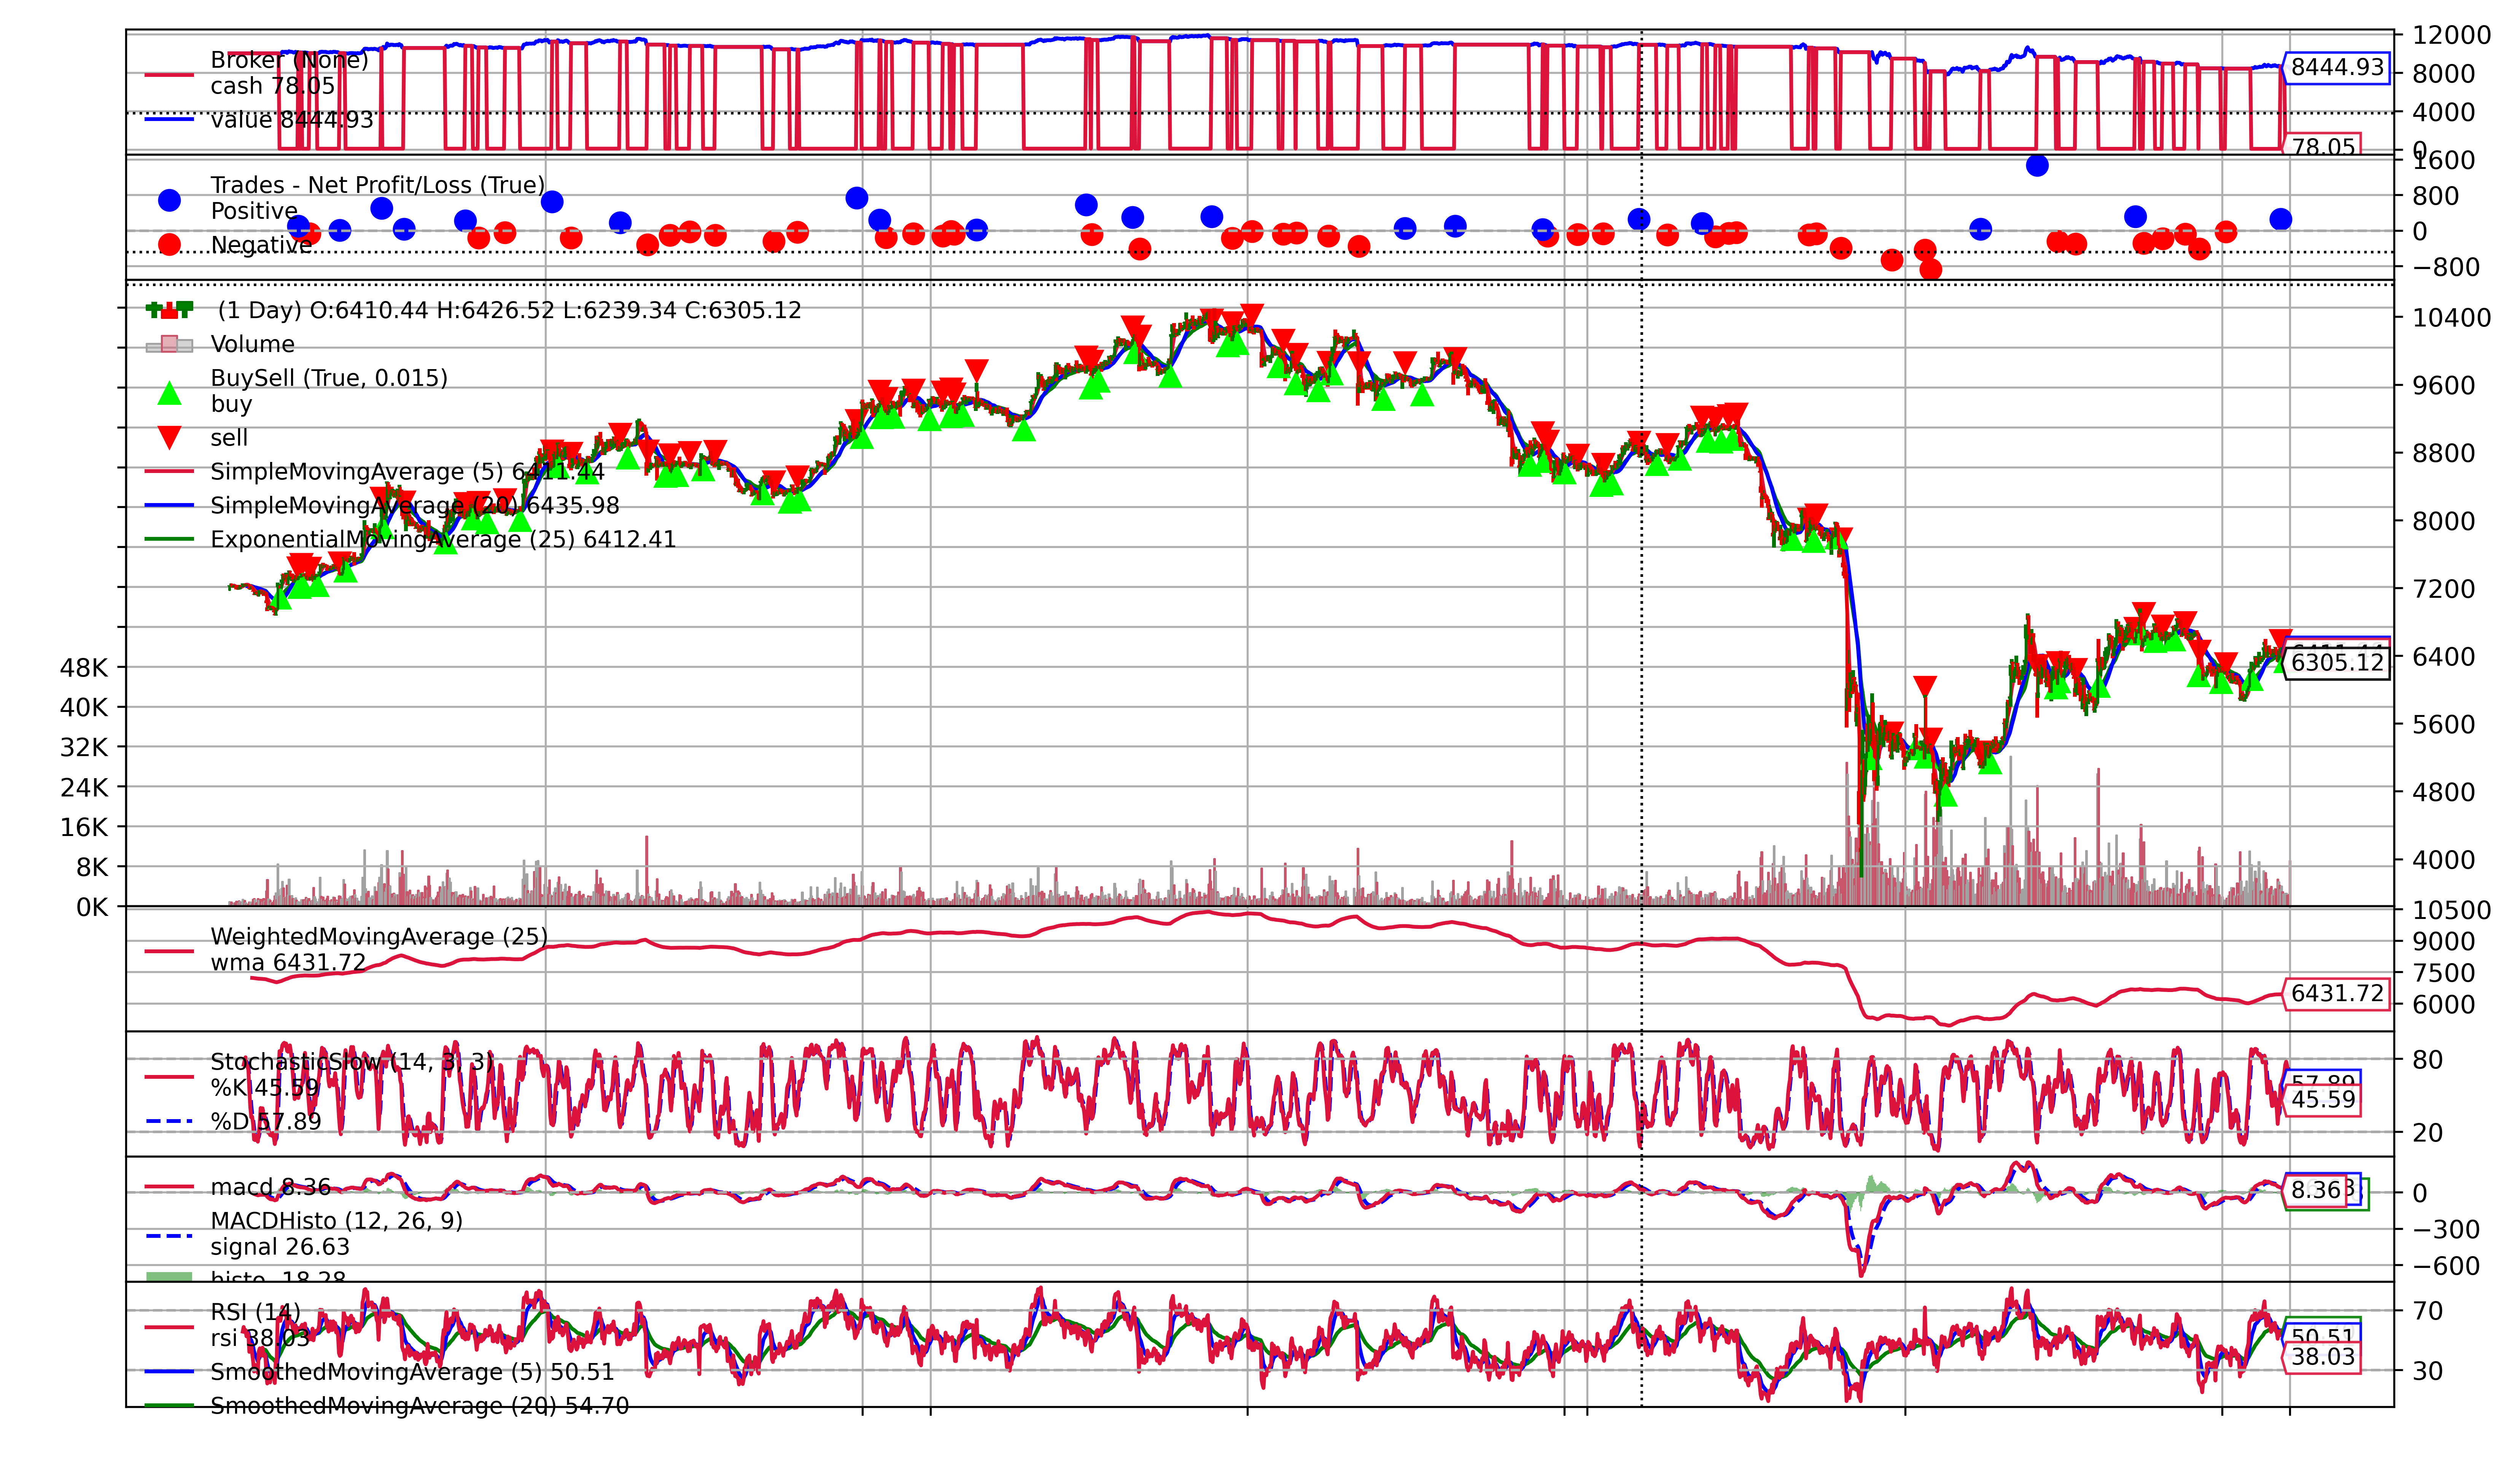 Broker (None)
cash 78.05
value 8444.93
12000
8000
4000
0
8444.93
78.05
Trades - Net Profit/Loss (True)
Positive
Negative
1600
800
0
−800
(1 Day) O:6410.44 H:6426.52 L:6239.34 C:6305.12
Volume
BuySell (True, 0.015)
buy
sell
SimpleMovingAverage (5) 6411.44
SimpleMovingAverage (20) 6435.98
ExponentialMovingAverage (25) 6412.41
10400
9600
8800
8000
7200
6400
5600
4800
4000
6305.12
48K
40K
32K
24K
16K
8K
0K
WeightedMovingAverage (25)
wma 6431.72
10500
9000
7500
6000
6431.72
StochasticSlow (14, 3, 3)
%K 45.59
%D 57.89
80
20
57.89
45.59
macd 8.36
MACDHisto (12, 26, 9)
signal 26.63
histo -18.28
0
−300
−600
8.36
RSI (14)
rsi 38.03
SmoothedMovingAverage (5) 50.51
SmoothedMovingAverage (20) 54.70
70
30
50.51
38.03